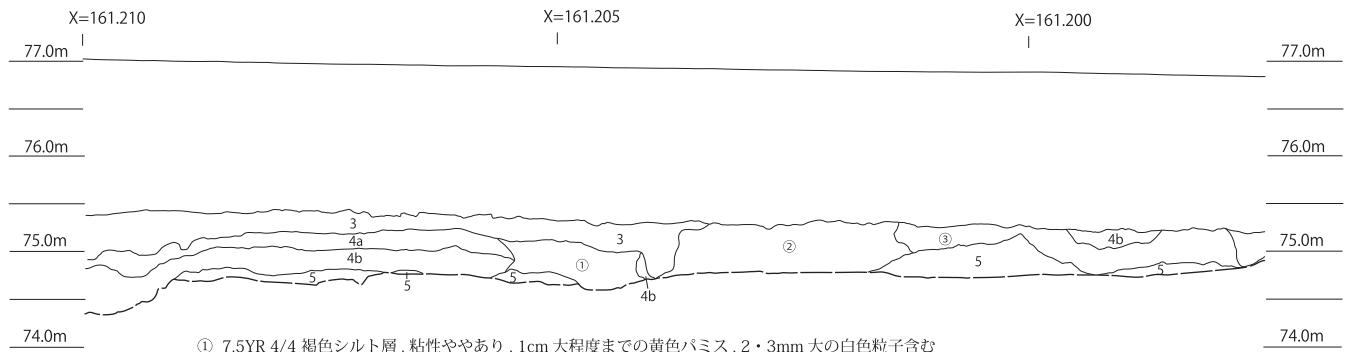 X=161.210 X=161.205 X=161.200
77.0m 77.0m
76.0m 76.0m
3
75.0m 4a 3 ② ③ 4b 75.0m
4b ① 5
5 5 5 5
4b
74.0m 74.0m
① 7.5YR 4/4 褐色シルト層 . 粘性ややあり . 1cm 大程度までの黄色パミス . 2・3mm 大の白色粒子含む